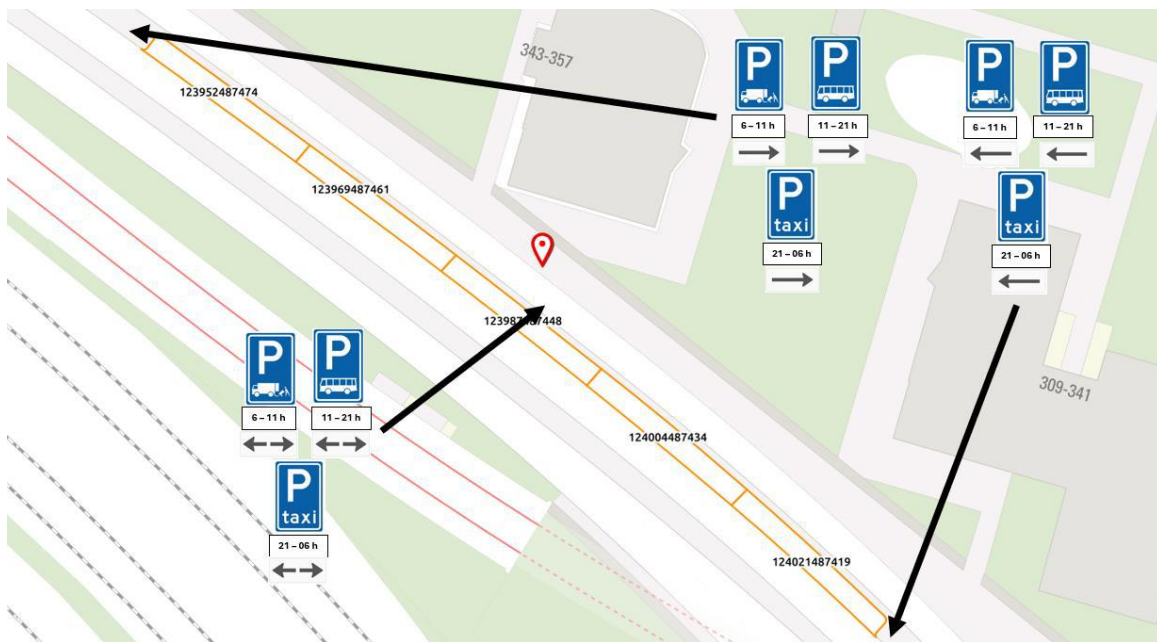 343-357
P
P
6 – 11 h
11 – 21 h
P
taxi
21 – 06 h
P
P
6 – 11 h
11 – 21 h
P
taxi
21 – 06 h
123952487474
123969487461
P
P
6 – 11 h
11 – 21 h
P
taxi
21 – 06 h
309-341
124004487434
124021487419